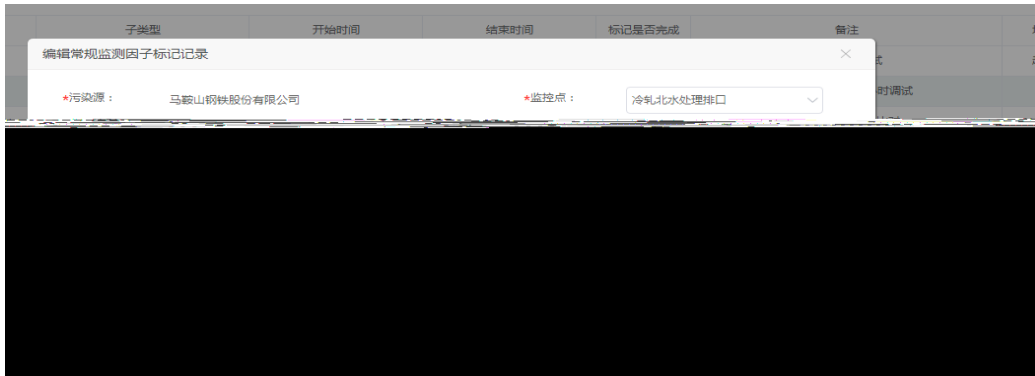 子类型 开始时间 结束时间 标记是否完成 备注
编辑常规监测因子标记记录
*污染源： 马鞍山钢铁股份有限公司 *监控点： 冷轧北水处理排口
时调试